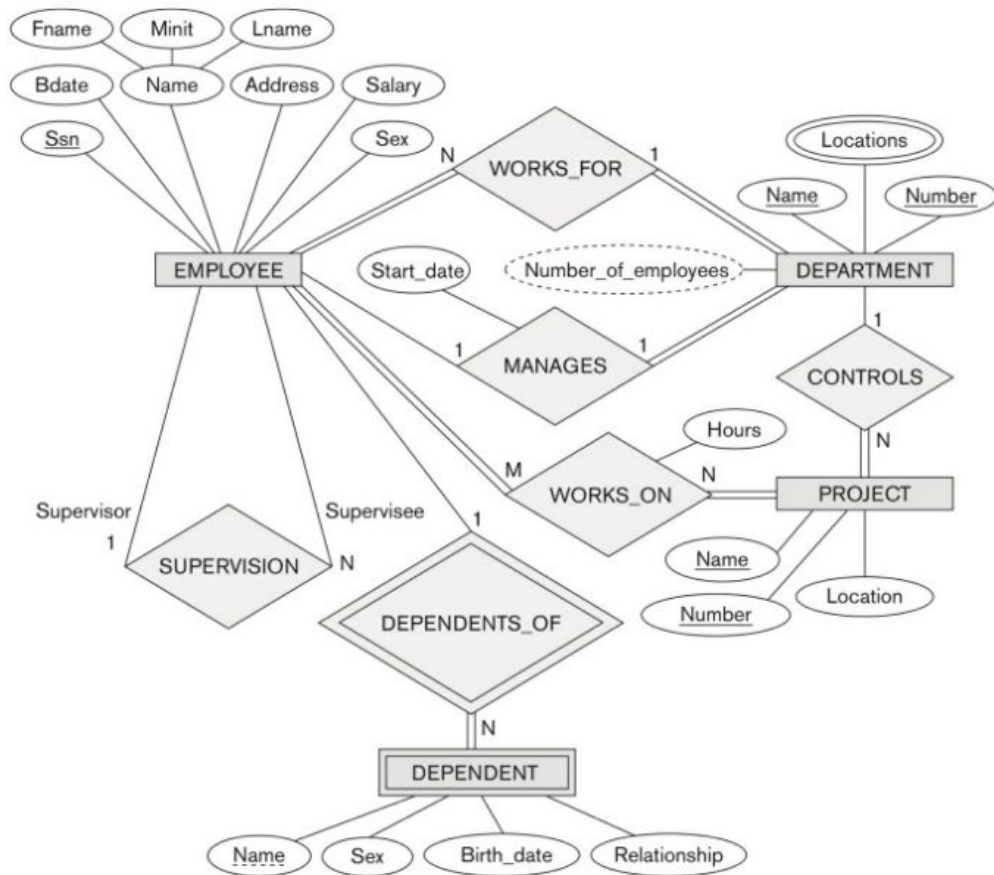 Fname Minit Lname
Bdate Name Address Salary
Ssn Sex
N WORKS_FOR 1
Locations
Name Number
EMPLOYEE
Start_date
Number_of_employees
DEPARTMENT
1 MANAGES 1
1
CONTROLS
N
Hours
M WORKS_ON N
PROJECT
Name
Number
Location
Supervisor
1
Supervisee
N
SUPERVISION
1
DEPENDENTS_OF
N
DEPENDENT
Name Sex Birth_date Relationship